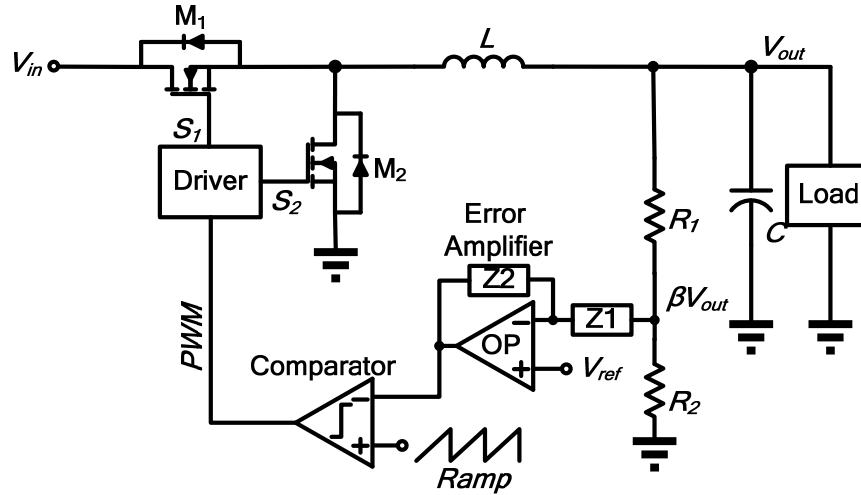 M1
Vin
L
Vout
S1
Driver
S2
M2
Load
Error
Amplifier
R1
C
Z2
βVout
Z1
OP
PWM
Comparator
Vref
R2
Ramp